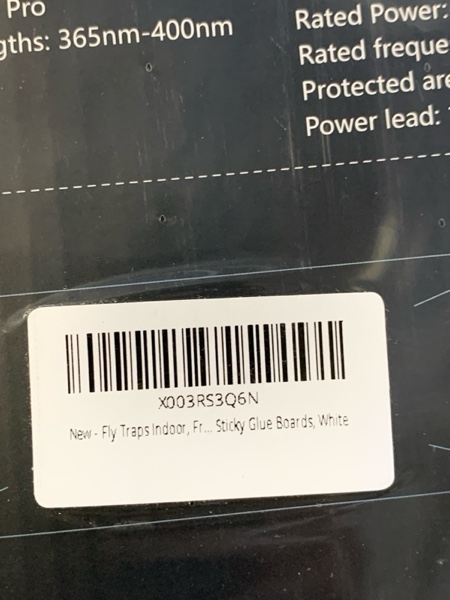 Pro
gths: 365nm-400nm
Rated Power:
Rated freque
Protected are
Power lead:
X003RS3Q6N
New - Fly Traps Indoor, Fr... Sticky Glue Boards, White